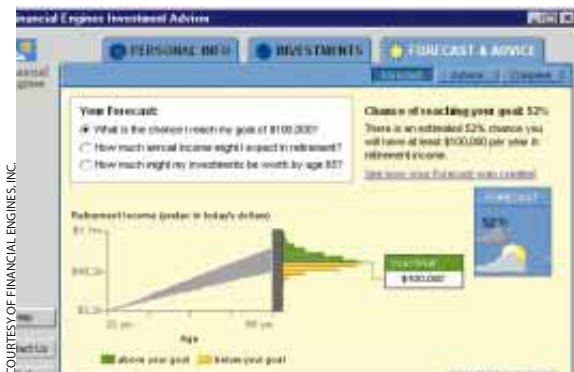 Financial Engines Investment Advisor
PERSONAL INFO
INVESTMENTS
FORECAST & ADVICE
Forecast
Advice
Your Forecast:
What is the chance I reach my goal of $100,000?
How much annual income might I expect in retirement?
How much might my investments be worth by age 65?
Chance of reaching your goal: 52%
There is an estimated 52% chance you
will have at least $100,000 per year in
retirement income.
See how your Forecast was created
FORECAST
52%
Retirement Income (pretax in today's dollars)
Your Goal
$100,000
Age
above your goal
below your goal
COURTESY OF FINANCIAL ENGINES, INC.